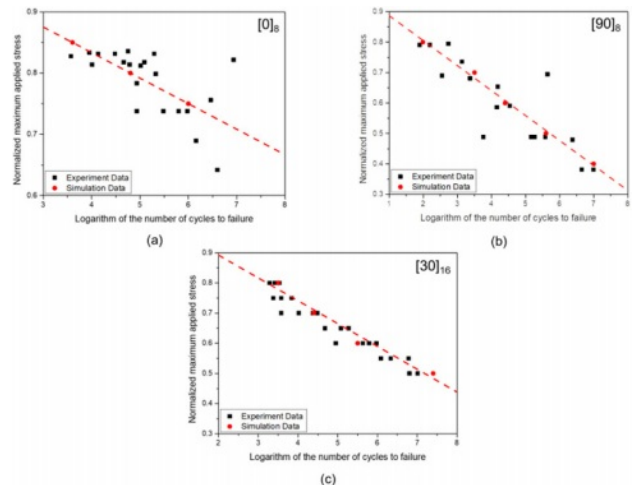 [0]8
Normalized maximum applied stress
0.9
0.8
0.7
0.6
Experiment Data
Simulation Data
3 4 5 6 7 8
Logarithm of the number of cycles to failure
(a)
[90]8
Normalized maximum applied stress
0.9
0.8
0.7
0.6
0.5
0.4
0.3
Experiment Data
Simulation Data
1 2 3 4 5 6 7 8
Logarithm of the number of cycles to failure
(b)
[30]16
Normalized maximum applied stress
0.9
0.8
0.7
0.6
0.5
0.4
0.3
Experiment Data
Simulation Data
2 3 4 5 6 7 8
Logarithm of the number of cycles to failure
(c)